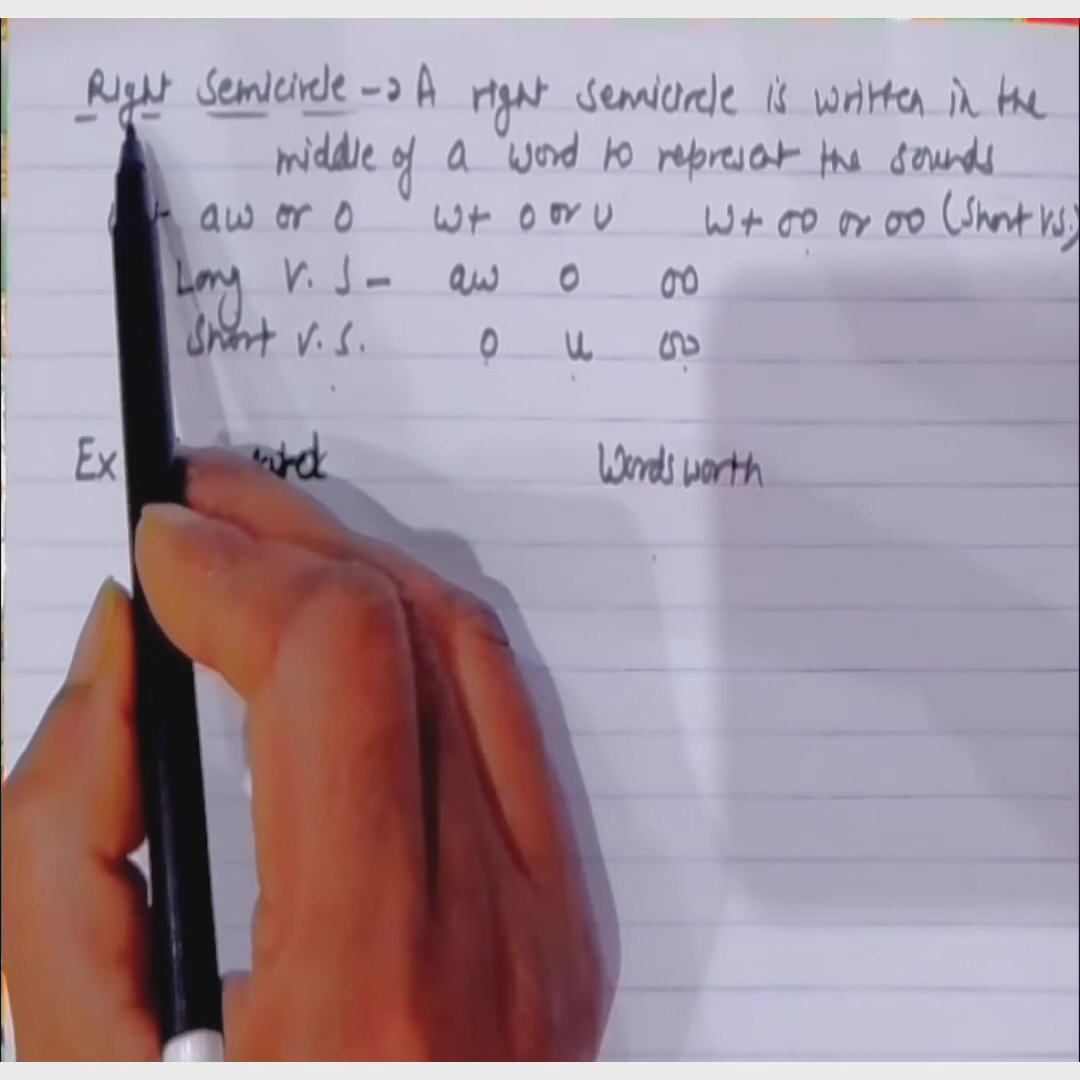 Right Semicircle → A right semicircle is written in the
middle of a word to represent the sounds
aw or o w+ o or u w+ oo or oo (Short V.S.)
Long V. S - aw o oo
Short V. S. o u oo
Ex Wordsworth